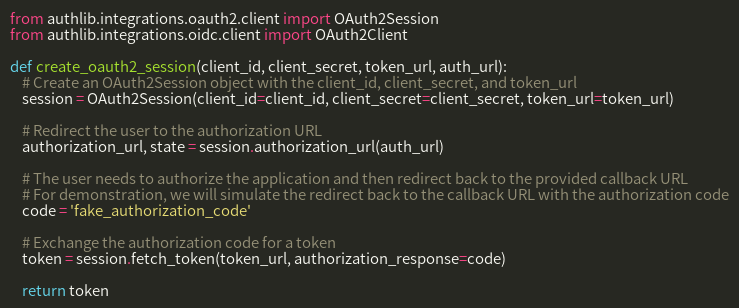 from authlib.integrations.oauth2.client import OAuth2Session
from authlib.integrations.oidc.client import OAuth2Client

def create_oauth2_session(client_id, client_secret, token_url, auth_url):
    # Create an OAuth2Session object with the client_id, client_secret, and token_url
    session = OAuth2Session(client_id=client_id, client_secret=client_secret, token_url=token_url)

    # Redirect the user to the authorization URL
    authorization_url, state = session.authorization_url(auth_url)

    # The user needs to authorize the application and then redirect back to the provided callback URL
    # For demonstration, we will simulate the redirect back to the callback URL with the authorization code
    code = 'fake_authorization_code'

    # Exchange the authorization code for a token
    token = session.fetch_token(token_url, authorization_response=code)

    return token